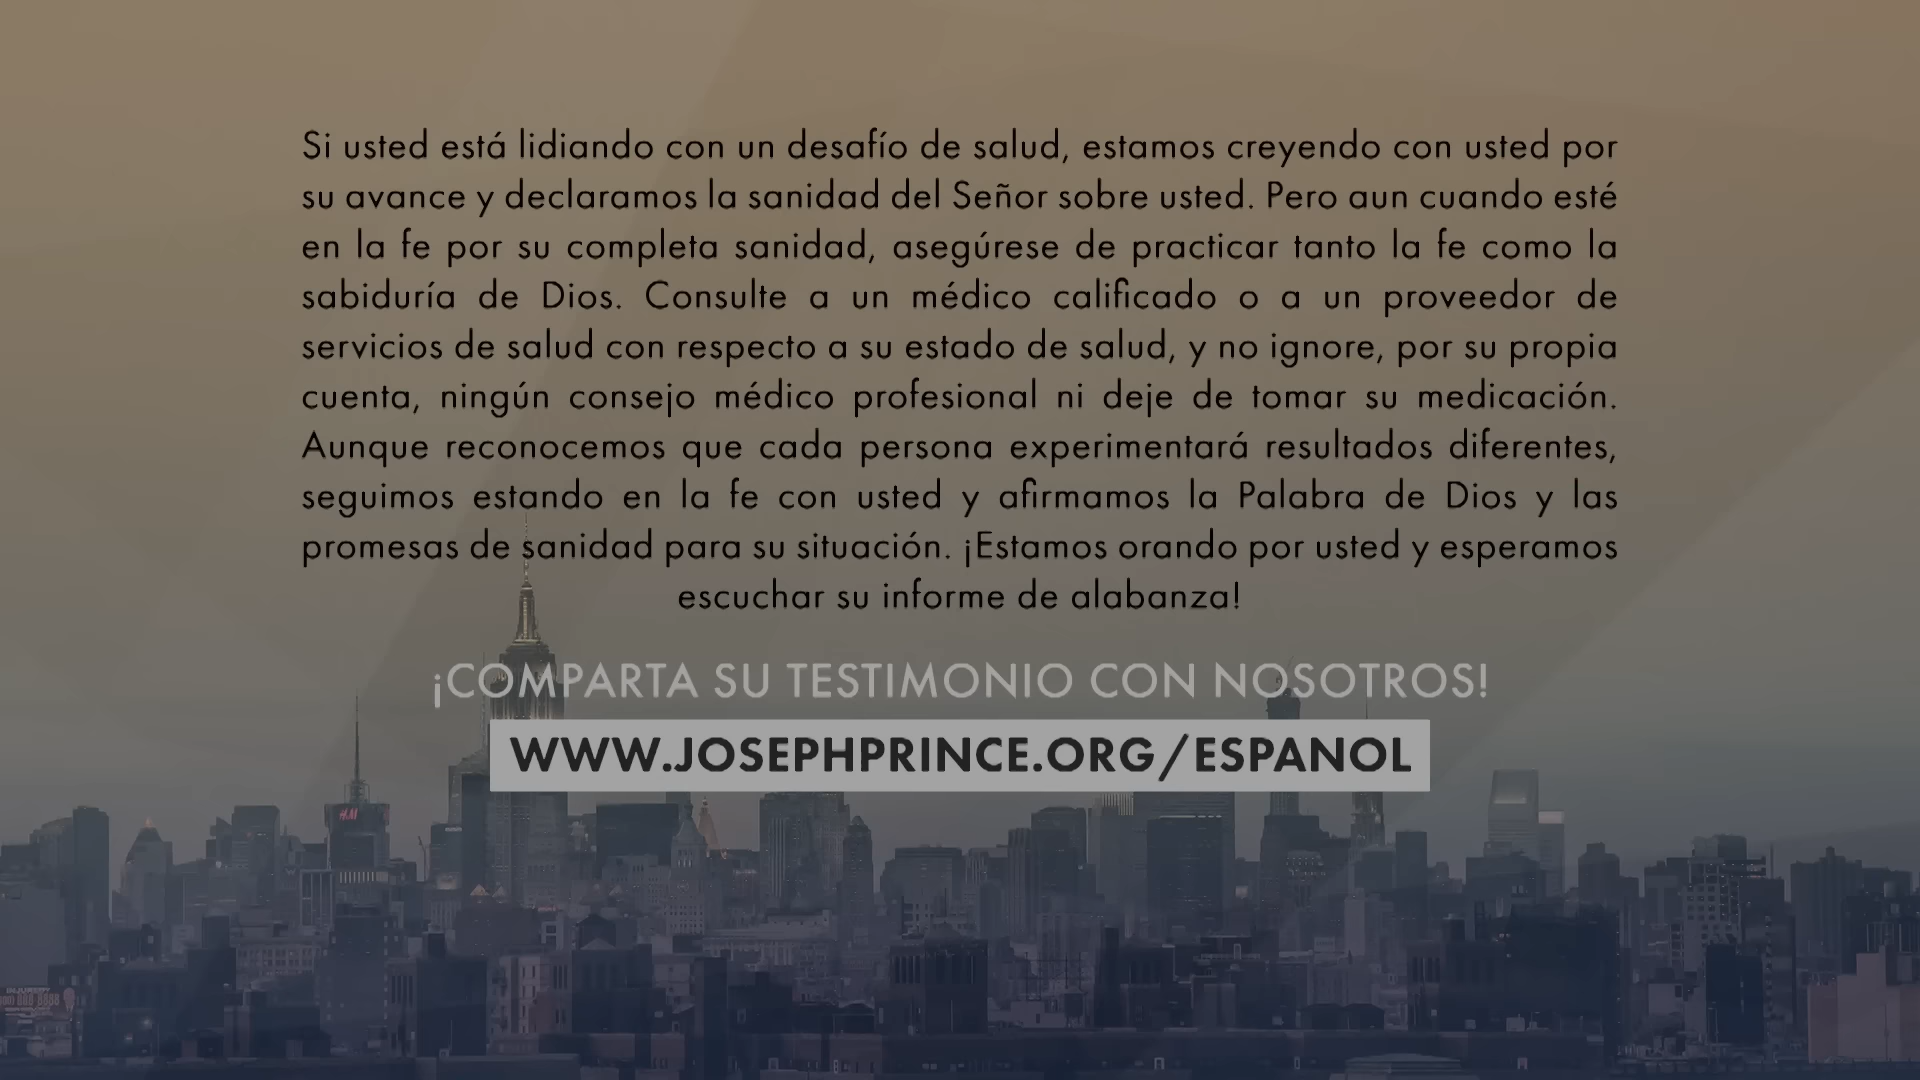 Si usted está lidiando con un desafío de salud, estamos creyendo con usted por
su avance y declaramos la sanidad del Señor sobre usted. Pero aun cuando esté
en la fe por su completa sanidad, asegúrese de practicar tanto la fe como la
sabiduría de Dios. Consulte a un médico calificado o a un proveedor de
servicios de salud con respecto a su estado de salud, y no ignore, por su propia
cuenta, ningún consejo médico profesional ni deje de tomar su medicación.
Aunque reconocemos que cada persona experimentará resultados diferentes,
seguimos estando en la fe con usted y afirmamos la Palabra de Dios y las
promesas de sanidad para su situación. ¡Estamos orando por usted y esperamos
escuchar su informe de alabanza!
¡COMPARTA SU TESTIMONIO CON NOSOTROS!
WWW.JOSEPHPRINCE.ORG/ESPANOL
H&M